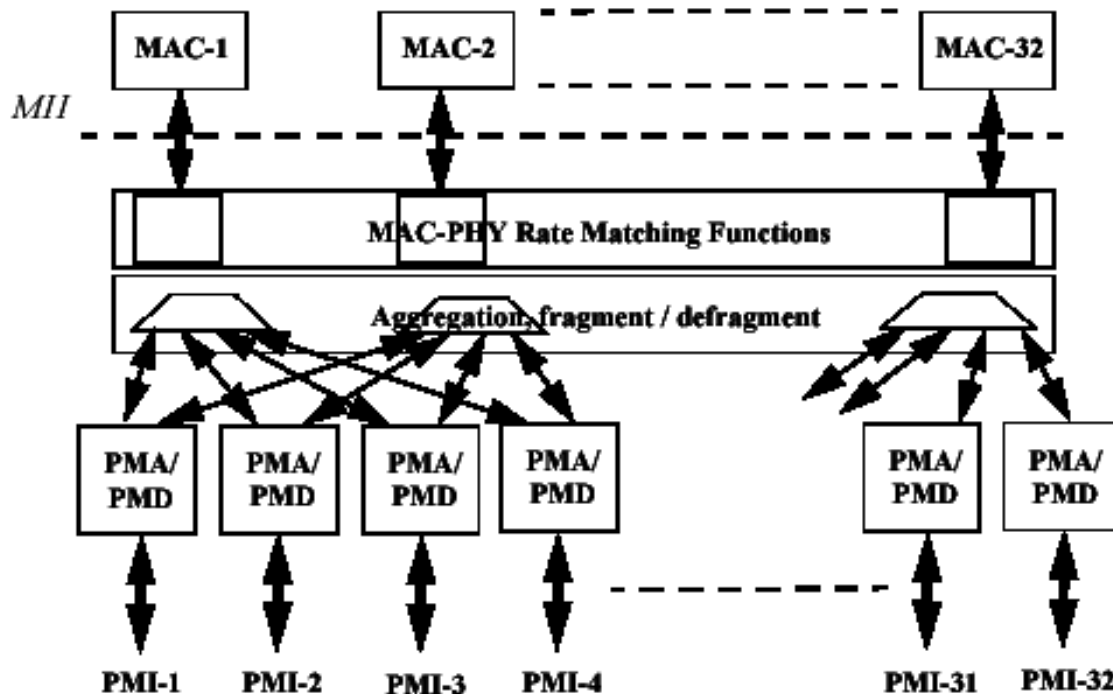 MAC-1
MAC-2
MAC-32
MII
MAC-PHY Rate Matching Functions
Aggregation, fragment / defragment
PMA/
PMD
PMA/
PMD
PMA/
PMD
PMA/
PMD
PMA/
PMD
PMA/
PMD
PMI-1
PMI-2
PMI-3
PMI-4
PMI-31
PMI-32